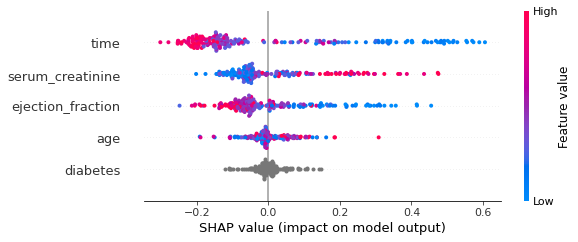 High
time
serum_creatinine
ejection_fraction
age
diabetes
Feature value
Low
−0.2 0.0 0.2 0.4 0.6
SHAP value (impact on model output)